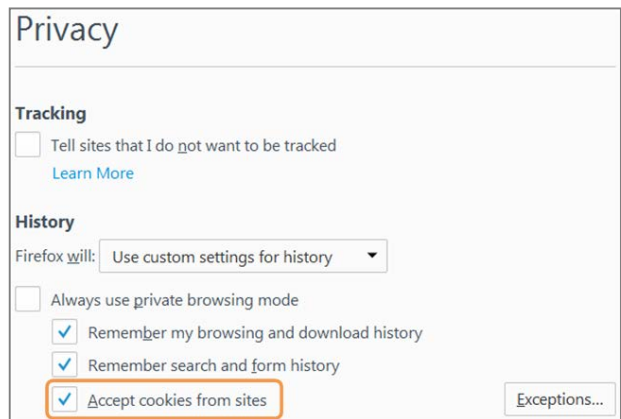 Privacy
Tracking
Tell sites that I do not want to be tracked
Learn More
History
Firefox will: Use custom settings for history
Always use private browsing mode
Remember my browsing and download history
Remember search and form history
Accept cookies from sites Exceptions...